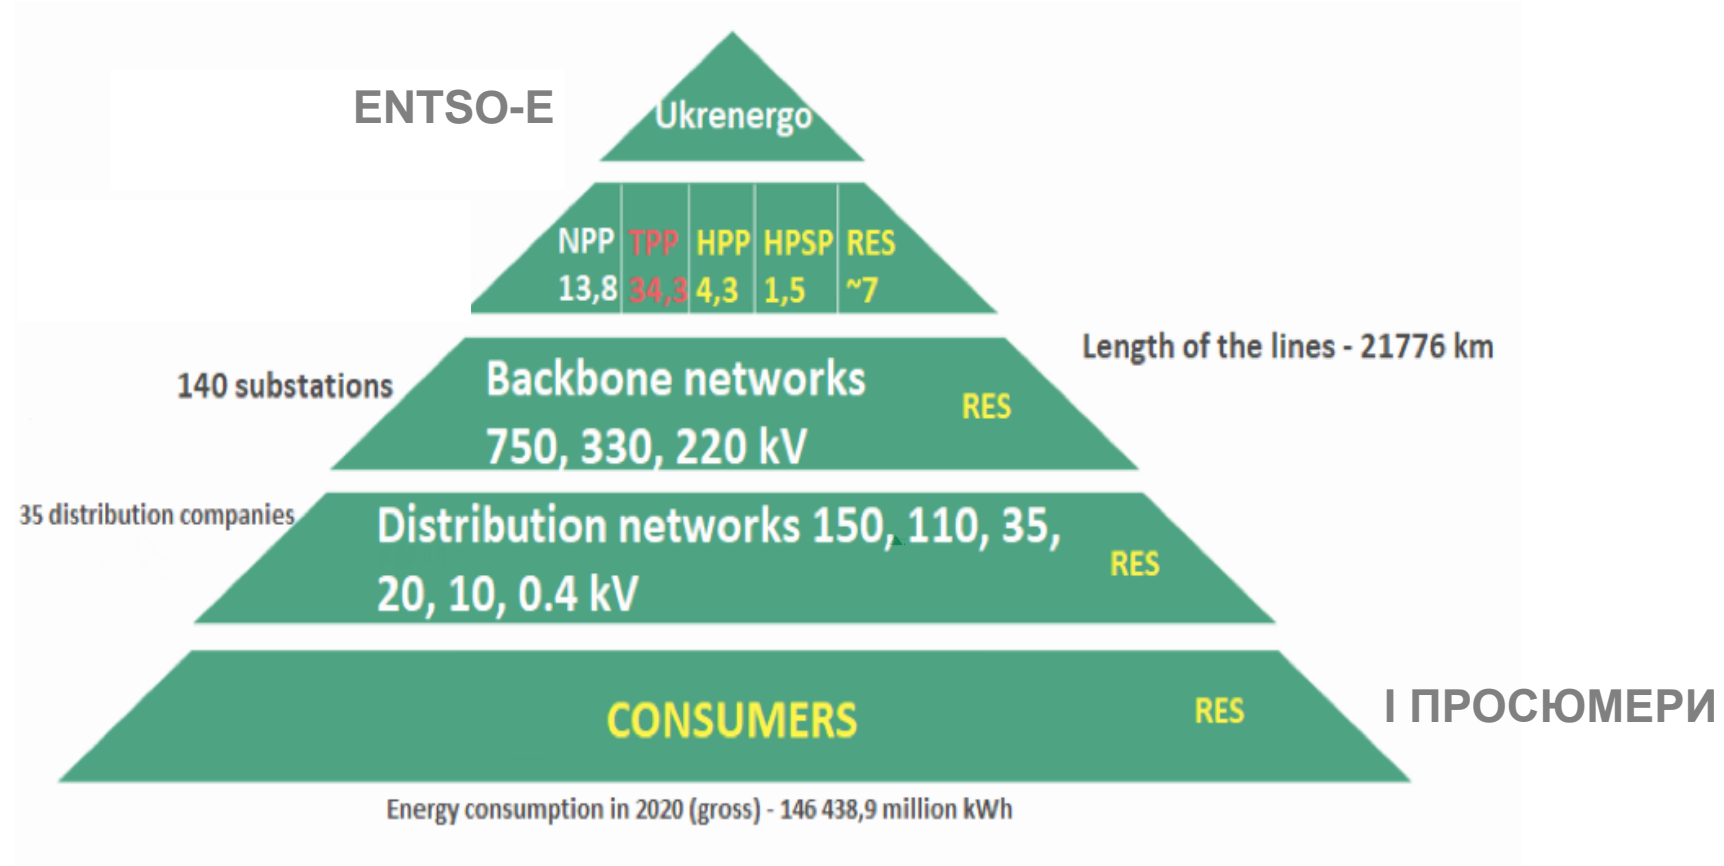 ENTSO-E
Ukrenergo
NPP TPP HPP HPSP RES
13,8 34,3 4,3 1,5 ~7
Length of the lines - 21776 km
140 substations
Backbone networks
750, 330, 220 kV
RES
35 distribution companies
Distribution networks 150, 110, 35,
20, 10, 0.4 kV
RES
CONSUMERS
RES
І ПРОСЮМЕРИ
Energy consumption in 2020 (gross) - 146 438,9 million kWh